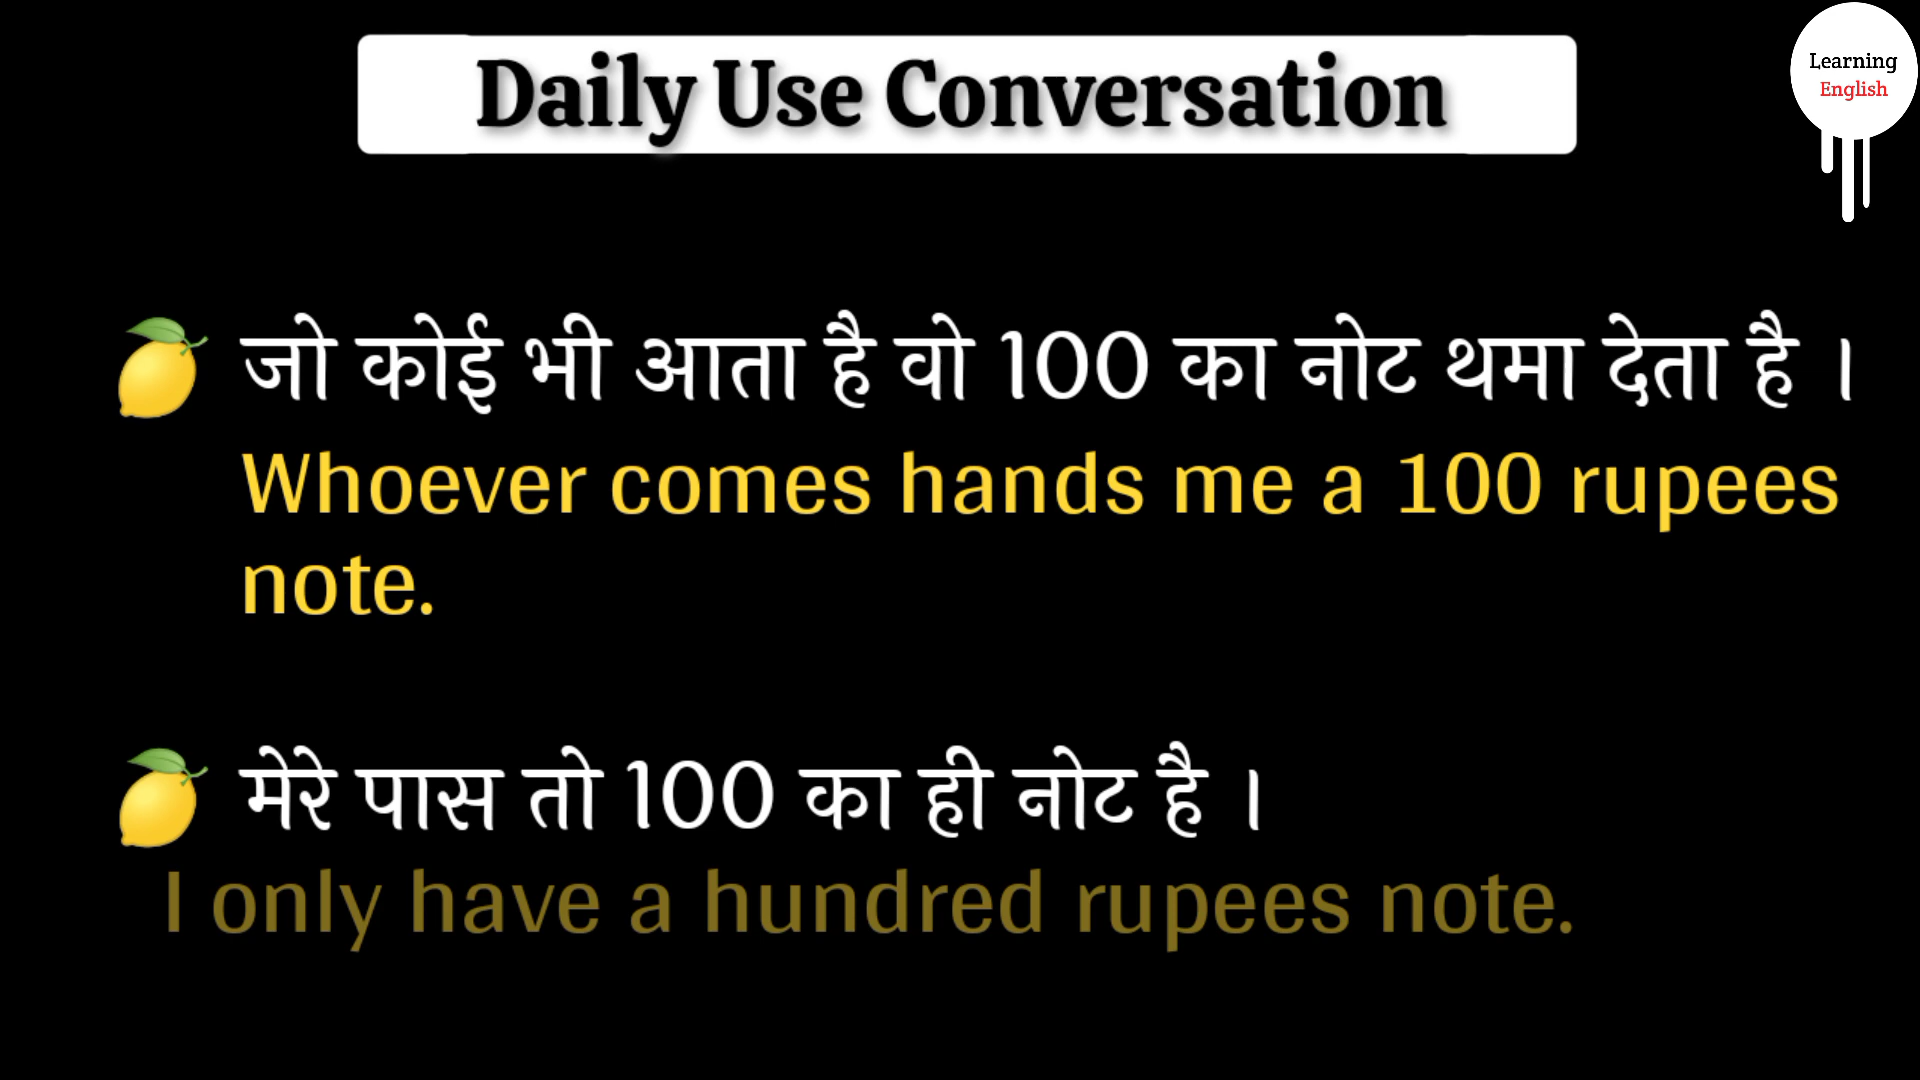 Daily Use Conversation
Learning
English
जो कोई भी आता है वो 100 का नोट थमा देता है ।
Whoever comes hands me a 100 rupees
note.
मेरे पास तो 100 का ही नोट है ।
I only have a hundred rupees note.